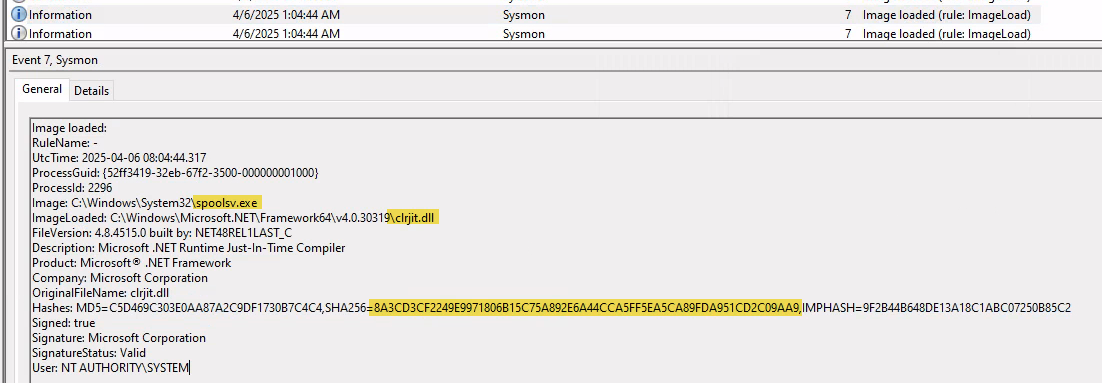 Information 4/6/2025 1:04:44 AM Sysmon 7 Image loaded (rule: ImageLoad)
Information 4/6/2025 1:04:44 AM Sysmon 7 Image loaded (rule: ImageLoad)
Event 7, Sysmon
General Details
Image loaded:
RuleName: -
UtcTime: 2025-04-06 08:04:44.317
ProcessGuid: {52ff3419-32eb-67f2-3500-000000001000}
ProcessId: 2296
Image: C:\Windows\System32\spoolsv.exe
ImageLoaded: C:\Windows\Microsoft.NET\Framework64\v4.0.30319\clrjit.dll
FileVersion: 4.8.4515.0 built by: NET48REL1LAST_C
Description: Microsoft .NET Runtime Just-In-Time Compiler
Product: Microsoft® .NET Framework
Company: Microsoft Corporation
OriginalFileName: clrjit.dll
Hashes: MD5=C5D469C303E0AA87A2C9DF1730B7C4C4,SHA256=8A3CD3CF2249E9971806B15C75A892E6A44CCA5FF5EA5CA89FDA951CD2C09AA9,IMPHASH=9F2B44B648DE13A18C1ABC07250B85C2
Signed: true
Signature: Microsoft Corporation
SignatureStatus: Valid
User: NT AUTHORITY\SYSTEM